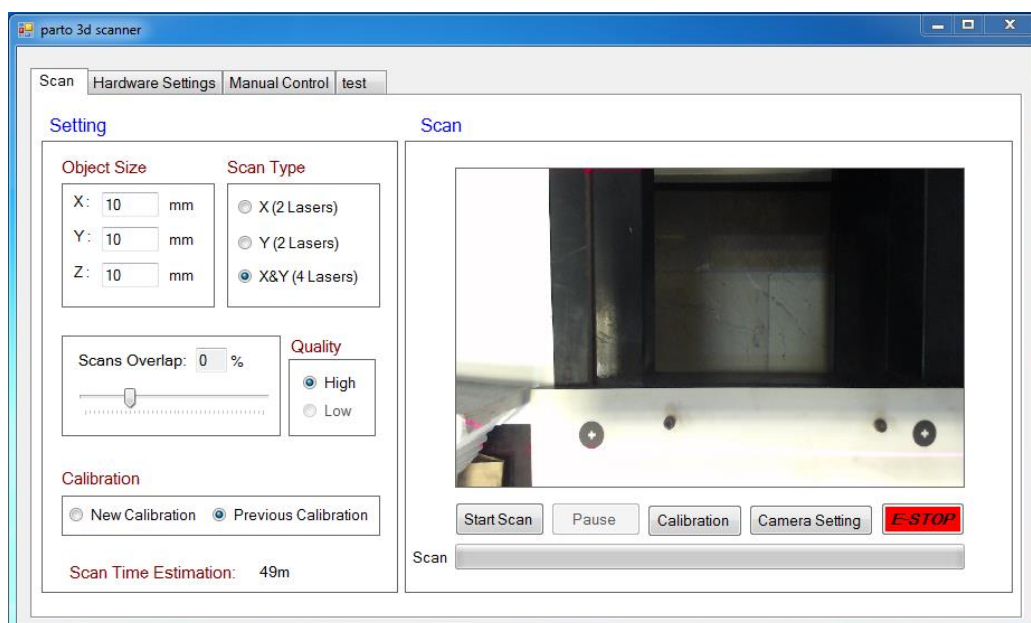 parto 3d scanner
Scan Hardware Settings Manual Control test
Setting
Object Size
X: 10 mm
Y: 10 mm
Z: 10 mm
Scan Type
X (2 Lasers)
Y (2 Lasers)
X&Y (4 Lasers)
Scans Overlap: 0 %
Quality
High
Low
Calibration
New Calibration Previous Calibration
Scan Time Estimation: 49m
Scan
Start Scan Pause Calibration Camera Setting E-STOP
Scan